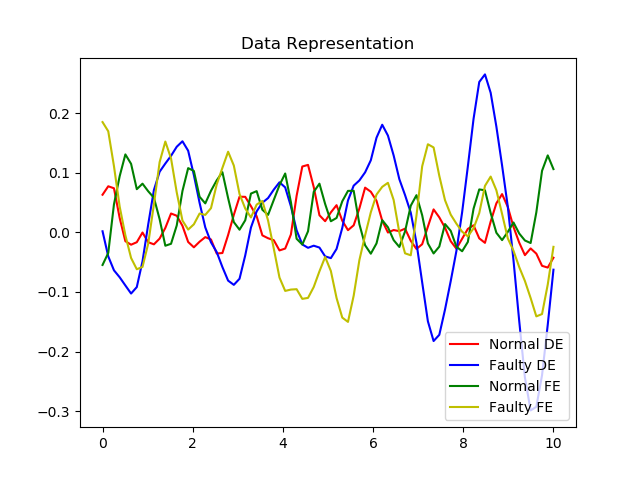 Data Representation
0.2
0.1
0.0
−0.1
−0.2
−0.3
0 2 4 6 8 10
Normal DE
Faulty DE
Normal FE
Faulty FE